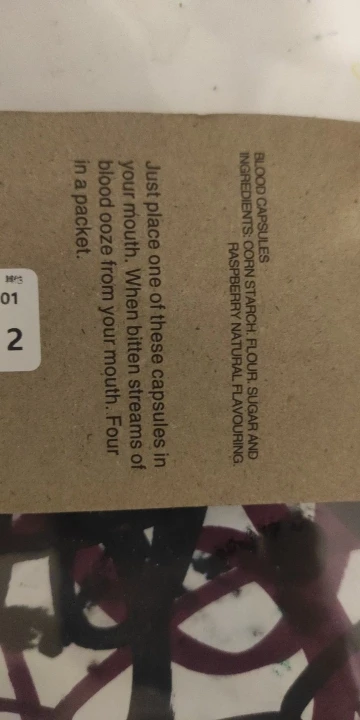 BLOOD CAPSULES
INGREDIENTS: CORN STARCH. FLOUR. SUGAR AND
RASPBERRY NATURAL FLAVOURING.
Just place one of these capsules in
your mouth. When bitten streams of
blood ooze from your mouth. Four
in a packet.
01
2